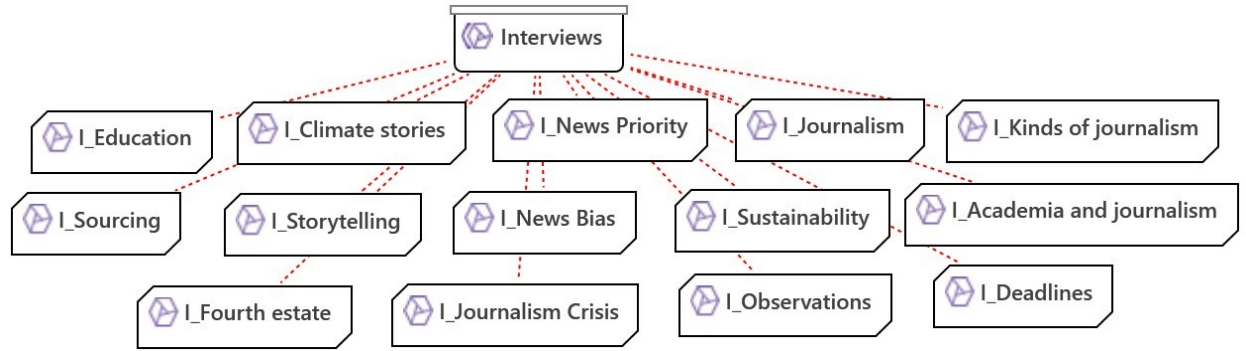 Interviews
I_Education
I_Climate stories
I_News Priority
I_Journalism
I_Kinds of journalism
I_Sourcing
I_Storytelling
I_News Bias
I_Sustainability
I_Academia and journalism
I_Fourth estate
I_Journalism Crisis
I_Observations
I_Deadlines